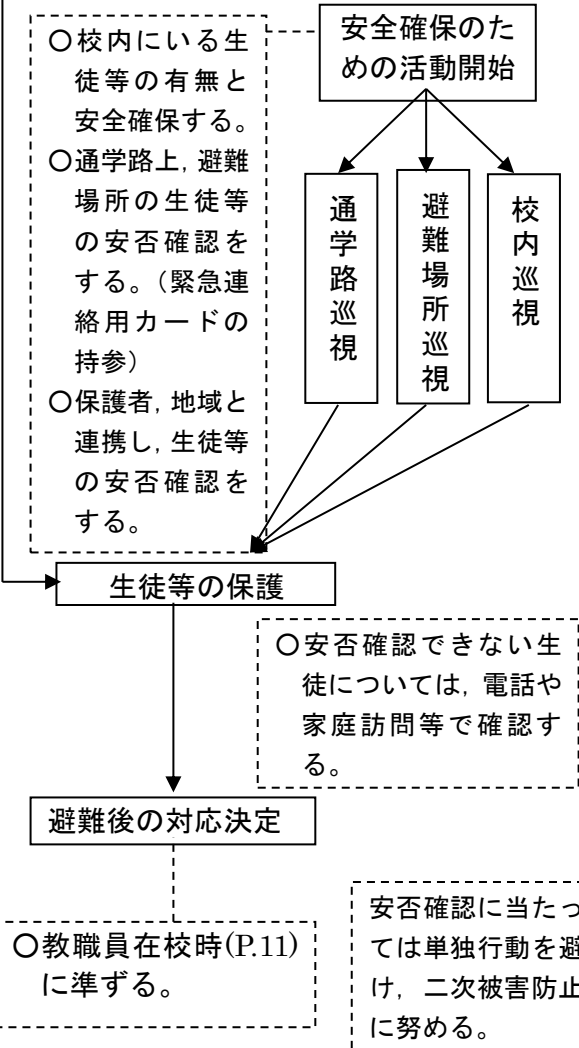 安全確保のた
めの活動開始
〇校内にいる生
徒等の有無と
安全確保する。
〇通学路上，避難
場所の生徒等
の安否確認を
する。（緊急連
絡用カードの
持参）
〇保護者，地域と
連携し，生徒等
の安否確認を
する。
通学路巡視
避難場所巡視
校内巡視
生徒等の保護
〇安否確認できない生
徒については，電話や
家庭訪問等で確認す
る。
避難後の対応決定
〇教職員在校時(P.11)
に準ずる。
安否確認に当たっ
ては単独行動を避
け，二次被害防止
に努める。